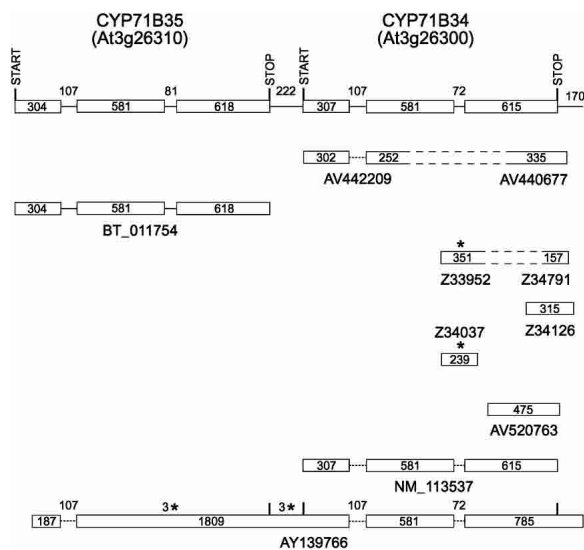 CYP71B35 CYP71B34
(At3g26310) (At3g26300)
START STOP START STOP
107 81 222 107 72 170
304 581 618 307 581 615
302 252 335
AV442209 AV440677
304 581 618
BT_011754
*
351 157
Z33952 Z34791
315
Z34037 Z34126
*
239
475
AV520763
307 581 615
NM_113537
107 3* 3* 107 72
187 1809 581 785
AY139766